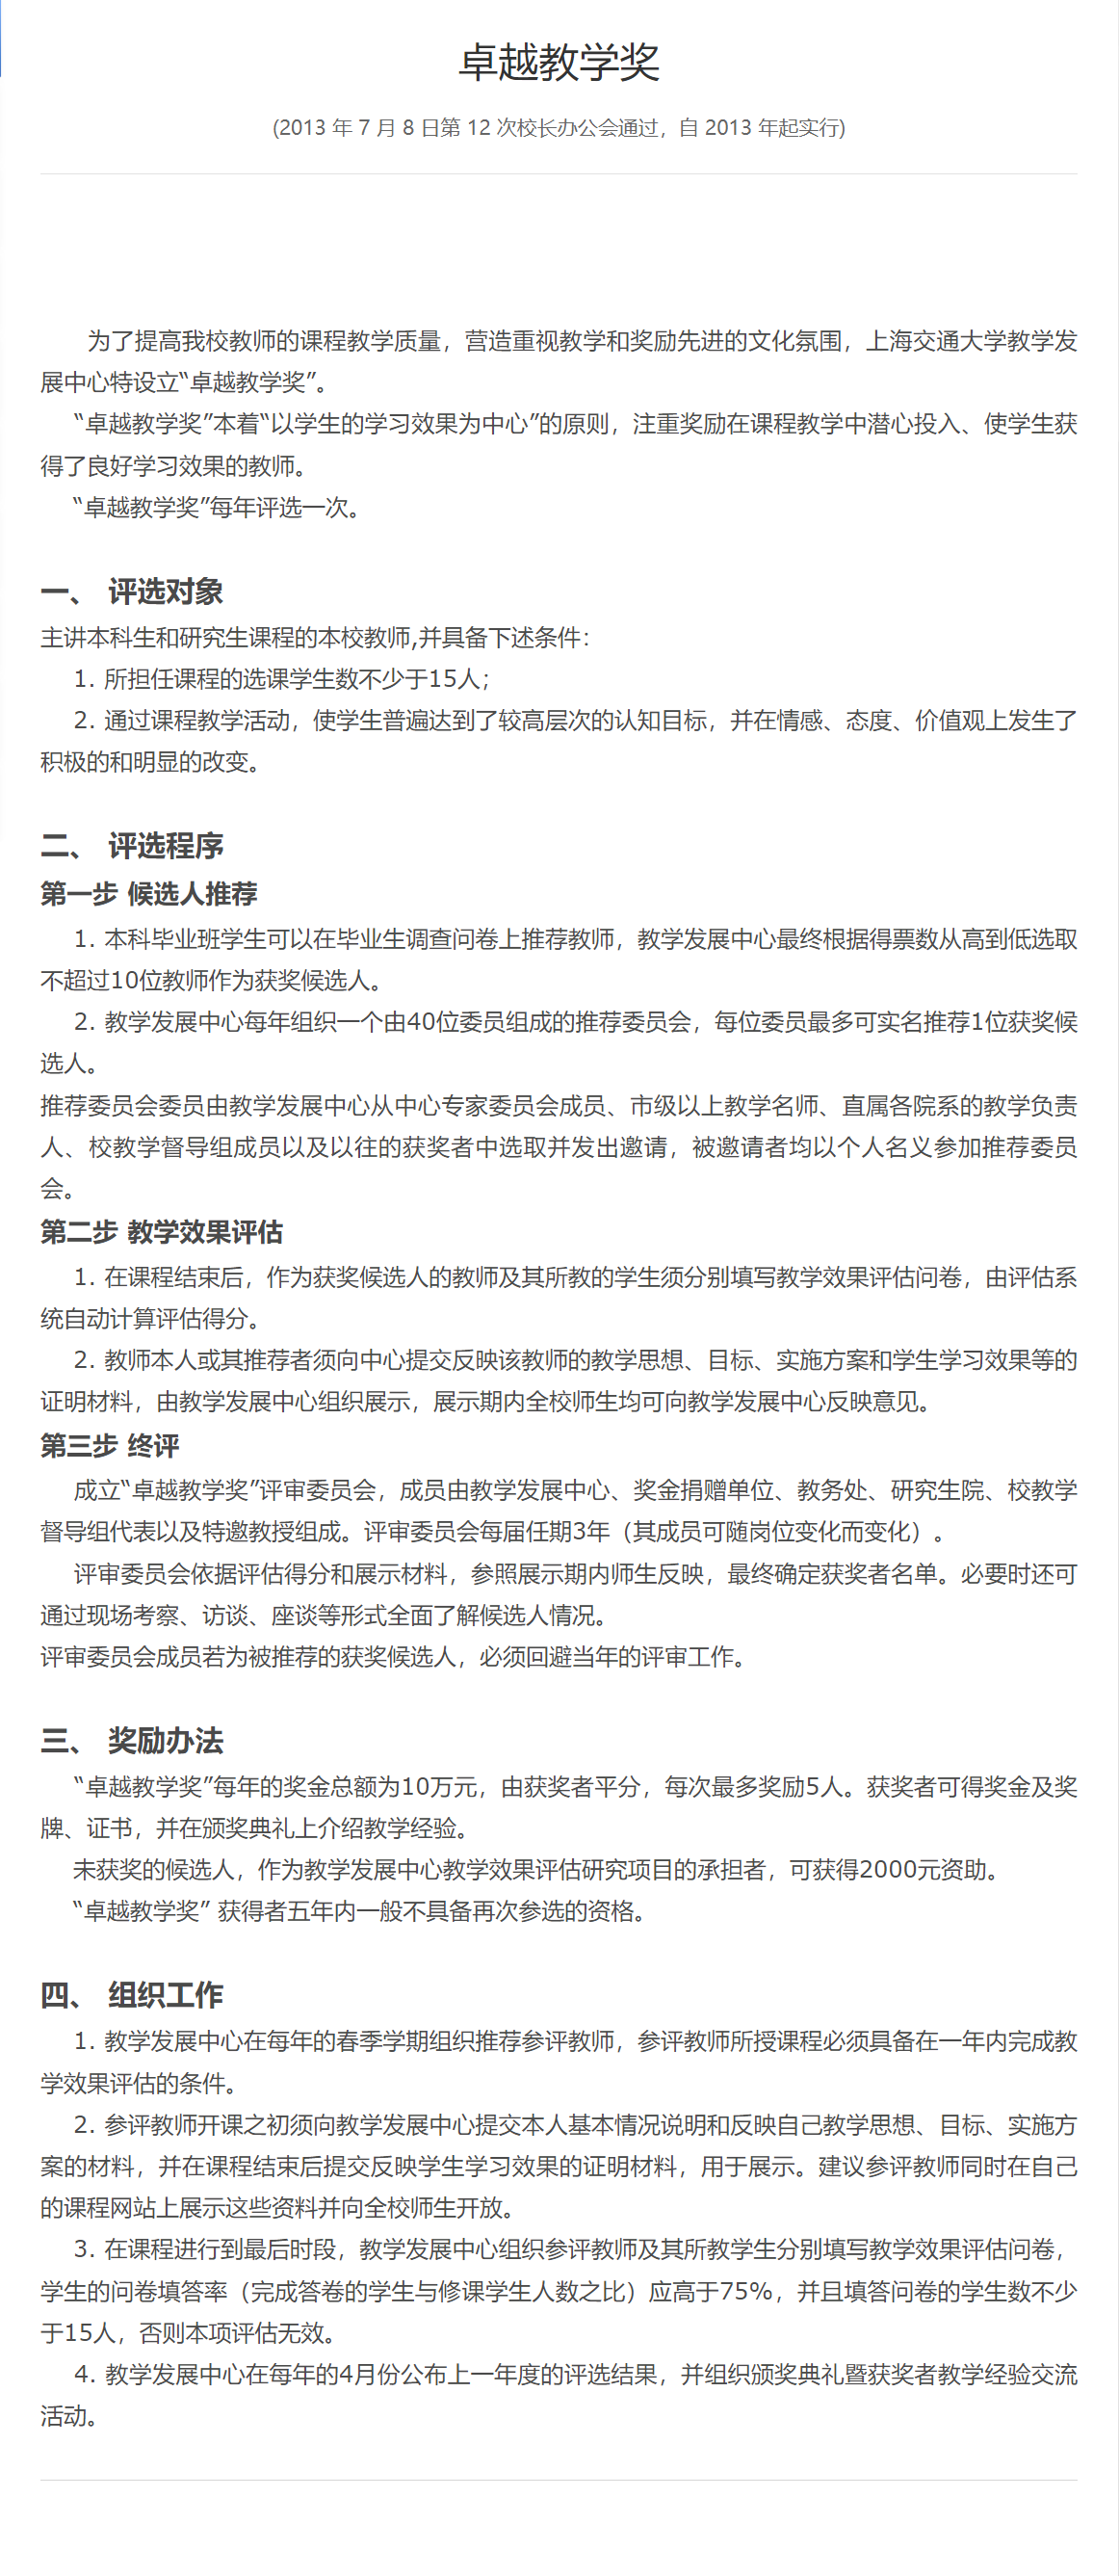 卓越教学奖
(2013 年 7 月 8 日第 12 次校长办公会通过，自 2013 年起实行)
为了提高我校教师的课程教学质量，营造重视教学和奖励先进的文化氛围，上海交通大学教学发
展中心特设立“卓越教学奖”。
“卓越教学奖”本着“以学生的学习效果为中心”的原则，注重奖励在课程教学中潜心投入、使学生获
得了良好学习效果的教师。
“卓越教学奖”每年评选一次。
一、 评选对象
主讲本科生和研究生课程的本校教师,并具备下述条件：
1. 所担任课程的选课学生数不少于15人；
2. 通过课程教学活动，使学生普遍达到了较高层次的认知目标，并在情感、态度、价值观上发生了
积极的和明显的改变。
二、 评选程序
第一步 候选人推荐
1. 本科毕业班学生可以在毕业生调查问卷上推荐教师，教学发展中心最终根据得票数从高到低选取
不超过10位教师作为获奖候选人。
2. 教学发展中心每年组织一个由40位委员组成的推荐委员会，每位委员最多可实名推荐1位获奖候
选人。
推荐委员会委员由教学发展中心从中心专家委员会成员、市级以上教学名师、直属各院系的教学负责
人、校教学督导组成员以及以往的获奖者中选取并发出邀请，被邀请者均以个人名义参加推荐委员
会。
第二步 教学效果评估
1. 在课程结束后，作为获奖候选人的教师及其所教的学生须分别填写教学效果评估问卷，由评估系
统自动计算评估得分。
2. 教师本人或其推荐者须向中心提交反映该教师的教学思想、目标、实施方案和学生学习效果等的
证明材料，由教学发展中心组织展示，展示期内全校师生均可向教学发展中心反映意见。
第三步 终评
成立“卓越教学奖”评审委员会，成员由教学发展中心、奖金捐赠单位、教务处、研究生院、校教学
督导组代表以及特邀教授组成。评审委员会每届任期3年（其成员可随岗位变化而变化）。
评审委员会依据评估得分和展示材料，参照展示期内师生反映，最终确定获奖者名单。必要时还可
通过现场考察、访谈、座谈等形式全面了解候选人情况。
评审委员会成员若为被推荐的获奖候选人，必须回避当年的评审工作。
三、 奖励办法
“卓越教学奖”每年的奖金总额为10万元，由获奖者平分，每次最多奖励5人。获奖者可得奖金及奖
牌、证书，并在颁奖典礼上介绍教学经验。
未获奖的候选人，作为教学发展中心教学效果评估研究项目的承担者，可获得2000元资助。
“卓越教学奖” 获得者五年内一般不具备再次参选的资格。
四、 组织工作
1. 教学发展中心在每年的春季学期组织推荐参评教师，参评教师所授课程必须具备在一年内完成教
学效果评估的条件。
2. 参评教师开课之初须向教学发展中心提交本人基本情况说明和反映自己教学思想、目标、实施方
案的材料，并在课程结束后提交反映学生学习效果的证明材料，用于展示。建议参评教师同时在自己
的课程网站上展示这些资料并向全校师生开放。
3. 在课程进行到最后时段，教学发展中心组织参评教师及其所教学生分别填写教学效果评估问卷，
学生的问卷填答率（完成答卷的学生与修课学生人数之比）应高于75%，并且填答问卷的学生数不少
于15人，否则本项评估无效。
4. 教学发展中心在每年的4月份公布上一年度的评选结果，并组织颁奖典礼暨获奖者教学经验交流
活动。